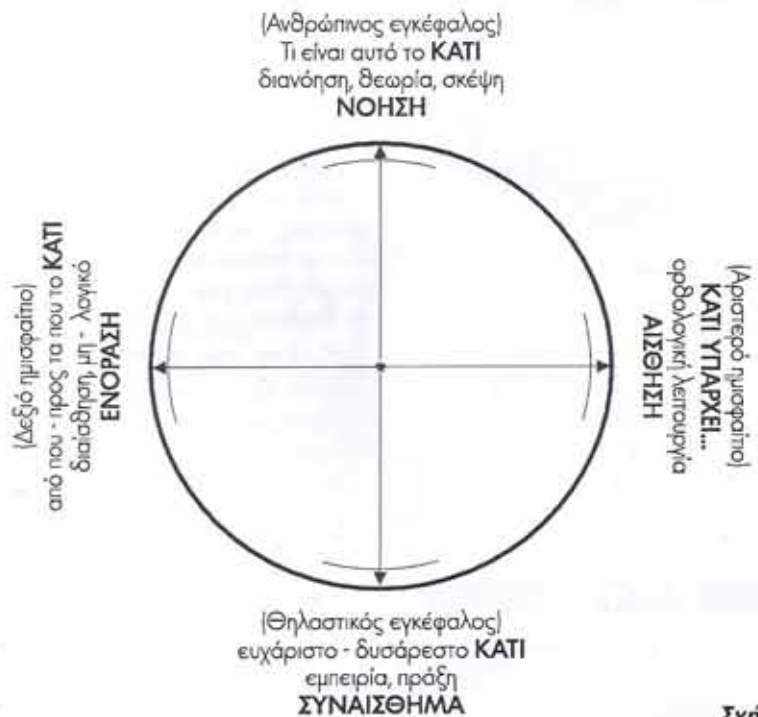 (Ανθρώπινος εγκέφαλος)
Τι είναι αυτό το ΚΑΤΙ
διανόηση, θεωρία, σκέψη
ΝΟΗΣΗ
(Δεξιό ημισφαίριο)
από που - προς τα που το ΚΑΤΙ
διαίσθηση, μη - λογικό
ΕΝΟΡΑΣΗ
(Αριστερό ημισφαίριο)
ΚΑΤΙ ΥΠΑΡΧΕΙ...
ορθολογική λειτουργία
ΑΙΣΘΗΣΗ
(Θηλαστικός εγκέφαλος)
ευχάριστο - δυσάρεστο ΚΑΤΙ
εμπειρία, πράξη
ΣΥΝΑΙΣΘΗΜΑ